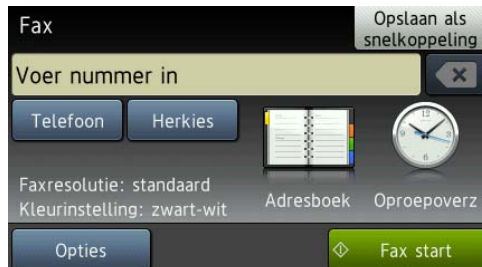 Fax
Opslaan als
snelkoppeling
Voer nummer in
Telefoon
Herkies
Faxresolutie: standaard
Kleurinstelling: zwart-wit
Adresboek
Oproepoverz
Opties
Fax start